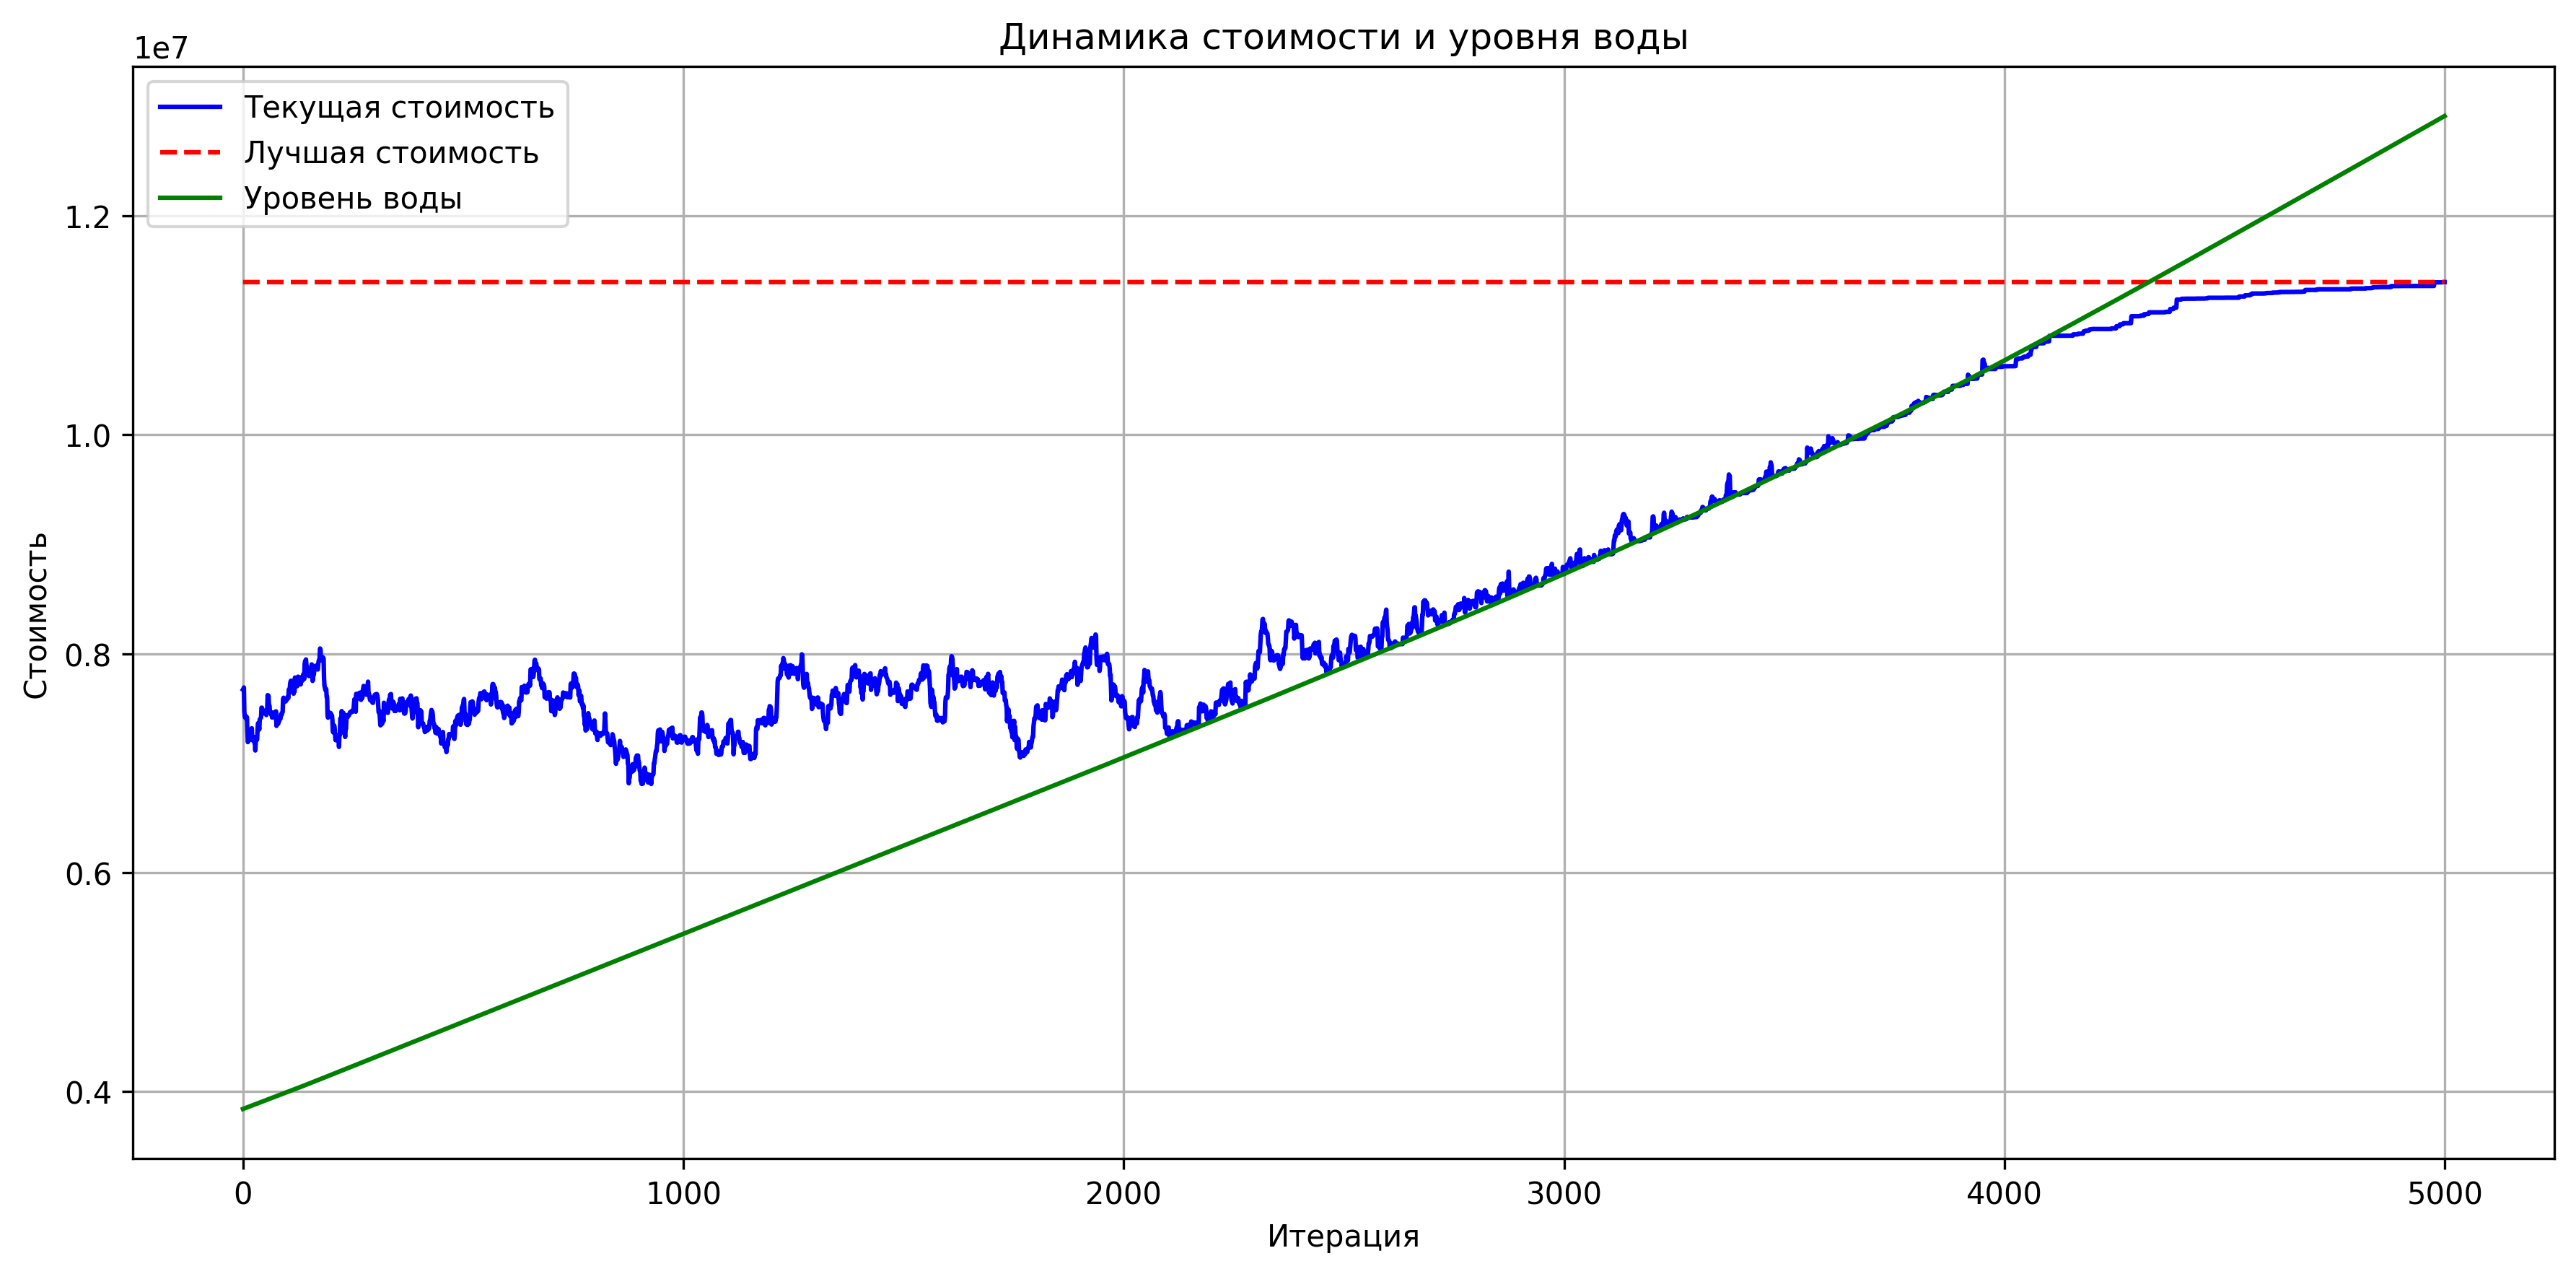 Динамика стоимости и уровня воды
1e7
Текущая стоимость
Лучшая стоимость
Уровень воды
1.2
1.0
0.8
0.6
0.4
Стоимость
0 1000 2000 3000 4000 5000
Итерация